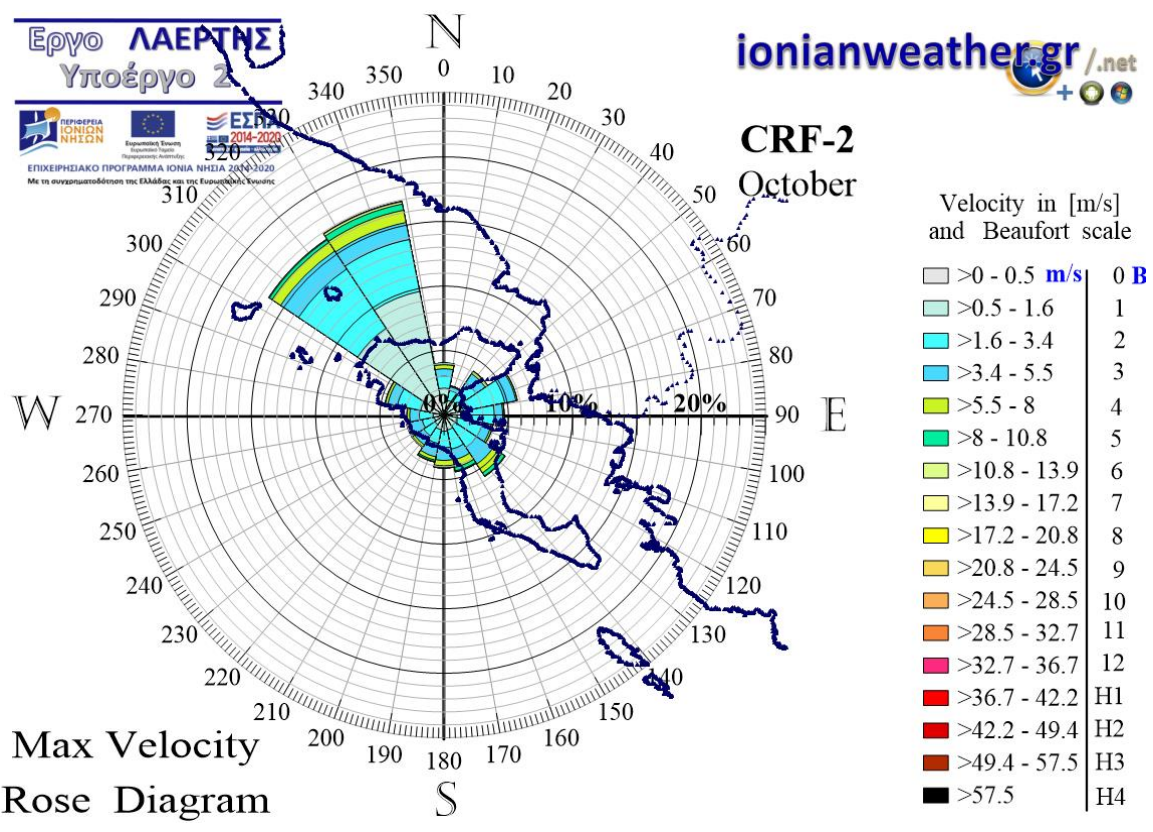 Εργο ΛΑΕΡΤΗΣ
Υποέργο 2
ΠΕΡΙΦΕΡΕΙΑ
ΙΟΝΙΩΝ
ΝΗΣΩΝ
Ευρωπαϊκή Ένωση
Ευρωπαϊκό Ταμείο
Περιφερειακής Ανάπτυξης
ΕΣΠΑ
2014-2020
ΕΠΙΧΕΙΡΗΣΙΑΚΟ ΠΡΟΓΡΑΜΜΑ ΙΟΝΙΑ ΝΗΣΙΑ 2014-2020
Με τη συγχρηματοδότηση της Ελλάδας και της Ευρωπαϊκής Ένωσης
ionianweather.gr/.net
+
CRF-2
October
N
0
10
20
30
40
50
60
70
80
90
E
100
110
120
130
140
150
160
170
180
S
190
200
210
220
230
240
250
260
270
W
280
290
300
310
320
330
340
350
0%
10%
20%
Velocity in [m/s]
and Beaufort scale
>0 - 0.5 m/s 0 B
>0.5 - 1.6 1
>1.6 - 3.4 2
>3.4 - 5.5 3
>5.5 - 8 4
>8 - 10.8 5
>10.8 - 13.9 6
>13.9 - 17.2 7
>17.2 - 20.8 8
>20.8 - 24.5 9
>24.5 - 28.5 10
>28.5 - 32.7 11
>32.7 - 36.7 12
>36.7 - 42.2 H1
>42.2 - 49.4 H2
>49.4 - 57.5 H3
>57.5 H4
Max Velocity
Rose Diagram